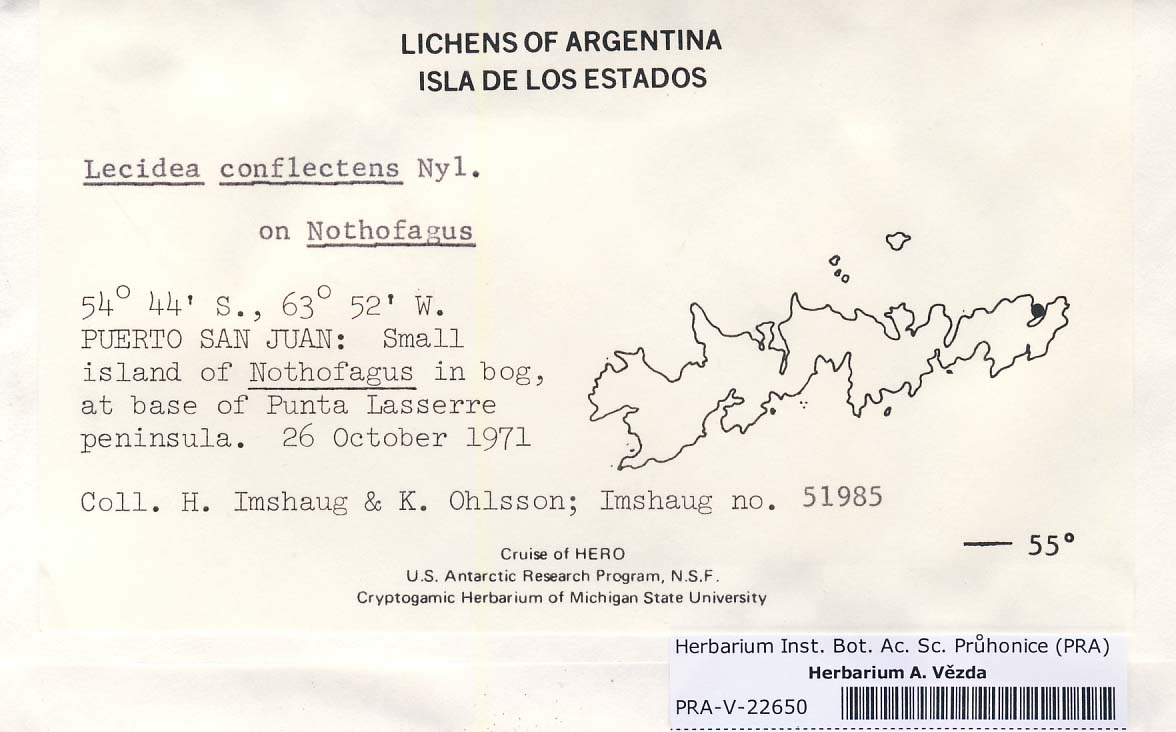 LICHENS OF ARGENTINA
ISLA DE LOS ESTADOS
Lecidea conflectens Nyl.
on Nothofagus
54° 44' S., 63° 52' W.
PUERTO SAN JUAN: Small
island of Nothofagus in bog,
at base of Punta Lasserre
peninsula. 26 October 1971
Coll. H. Imshaug & K. Ohlsson; Imshaug no. 51985
55°
Cruise of HERO
U.S. Antarctic Research Program, N.S.F.
Cryptogamic Herbarium of Michigan State University
Herbarium Inst. Bot. Ac. Sc. Průhonice (PRA)
Herbarium A. Vězda
PRA-V-22650